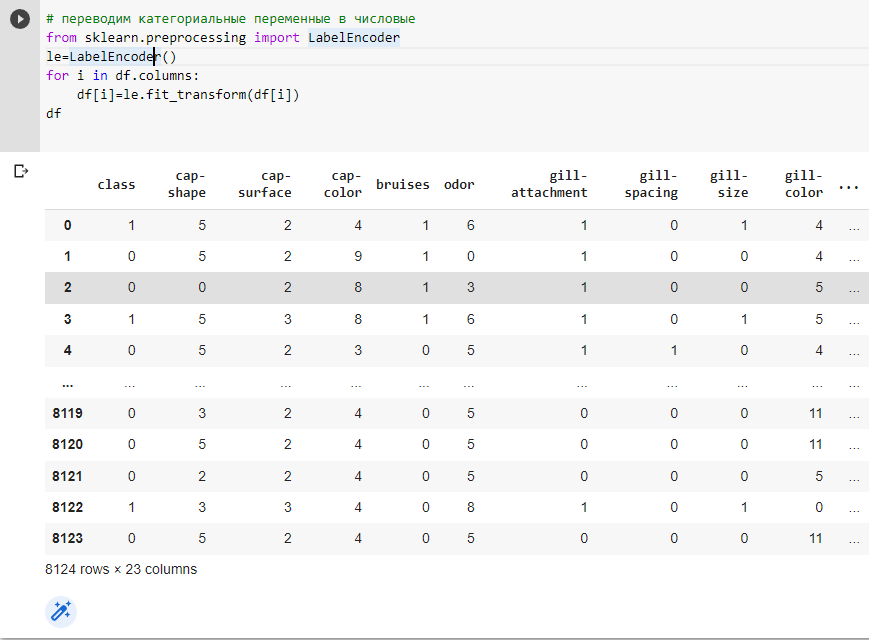 # переводим категориальные переменные в числовые
from sklearn.preprocessing import LabelEncoder
le=LabelEncoder()
for i in df.columns:
    df[i]=le.fit_transform(df[i])
df
class cap-shape cap-surface cap-color bruises odor gill-attachment gill-spacing gill-size gill-color ...
0 1 5 2 4 1 6 1 0 1 4 ...
1 0 5 2 9 1 0 1 0 0 4 ...
2 0 0 2 8 1 3 1 0 0 5 ...
3 1 5 3 8 1 6 1 0 1 5 ...
4 0 5 2 3 0 5 1 1 0 4 ...
... ... ... ... ... ... ... ... ... ... ... ...
8119 0 3 2 4 0 5 0 0 0 11 ...
8120 0 5 2 4 0 5 0 0 0 11 ...
8121 0 2 2 4 0 5 0 0 0 5 ...
8122 1 3 3 4 0 8 1 0 1 0 ...
8123 0 5 2 4 0 5 0 0 0 11 ...
8124 rows × 23 columns